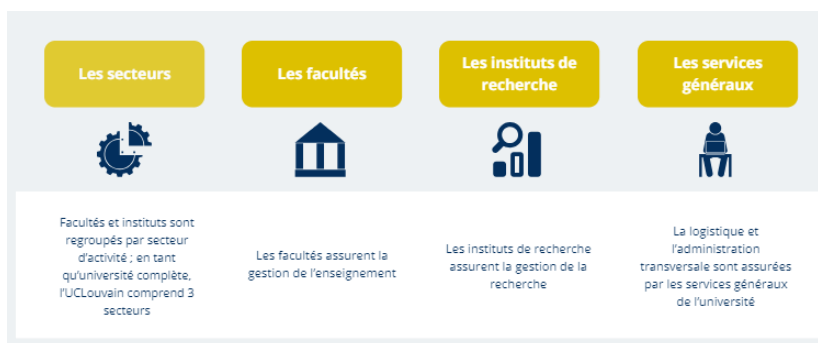 Les secteurs
Les facultés
Les instituts de
recherche
Les services
généraux
Facultés et instituts sont
regroupés par secteur
d'activité ; en tant
qu'université complète,
l'UCLouvain comprend 3
secteurs
Les facultés assurent la
gestion de l'enseignement
Les instituts de recherche
assurent la gestion de la
recherche
La logistique et
l'administration
transversale sont assurées
par les services généraux
de l'université